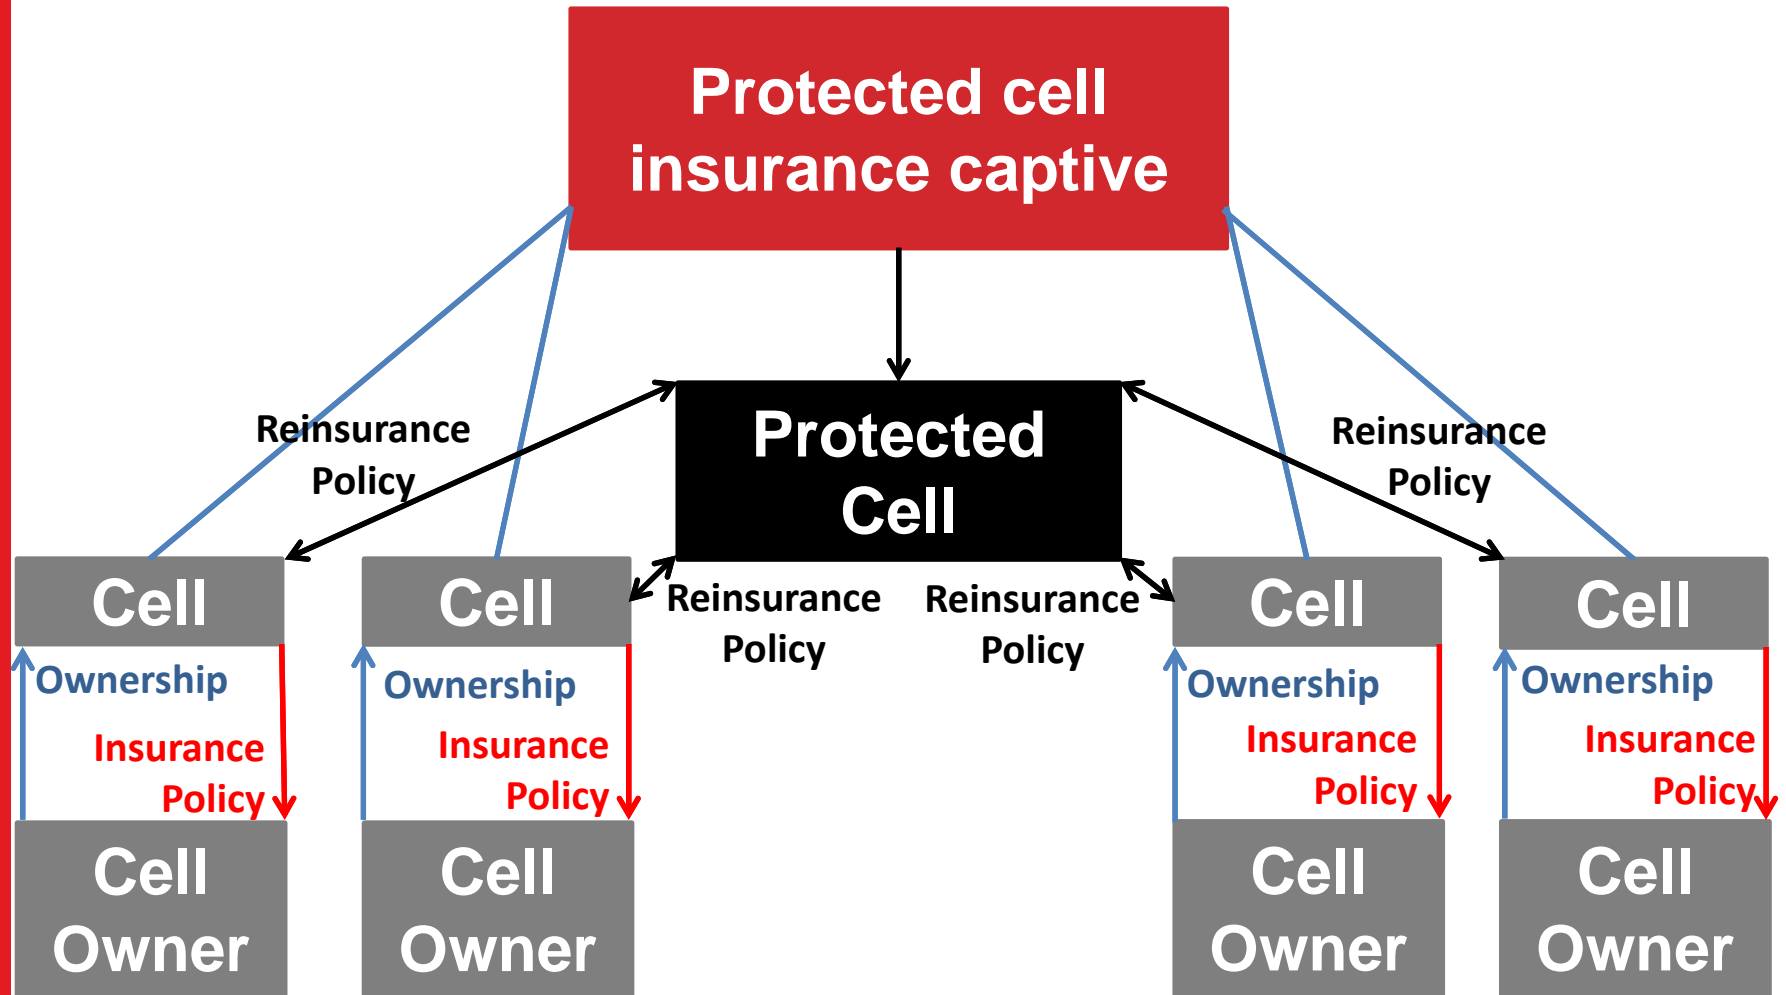 Protected cell
insurance captive
Reinsurance
Policy
Protected
Cell
Reinsurance
Policy
Cell
Cell
Reinsurance
Policy
Reinsurance
Policy
Cell
Cell
Ownership
Insurance
Policy
Ownership
Insurance
Policy
Ownership
Insurance
Policy
Ownership
Insurance
Policy
Cell
Owner
Cell
Owner
Cell
Owner
Cell
Owner